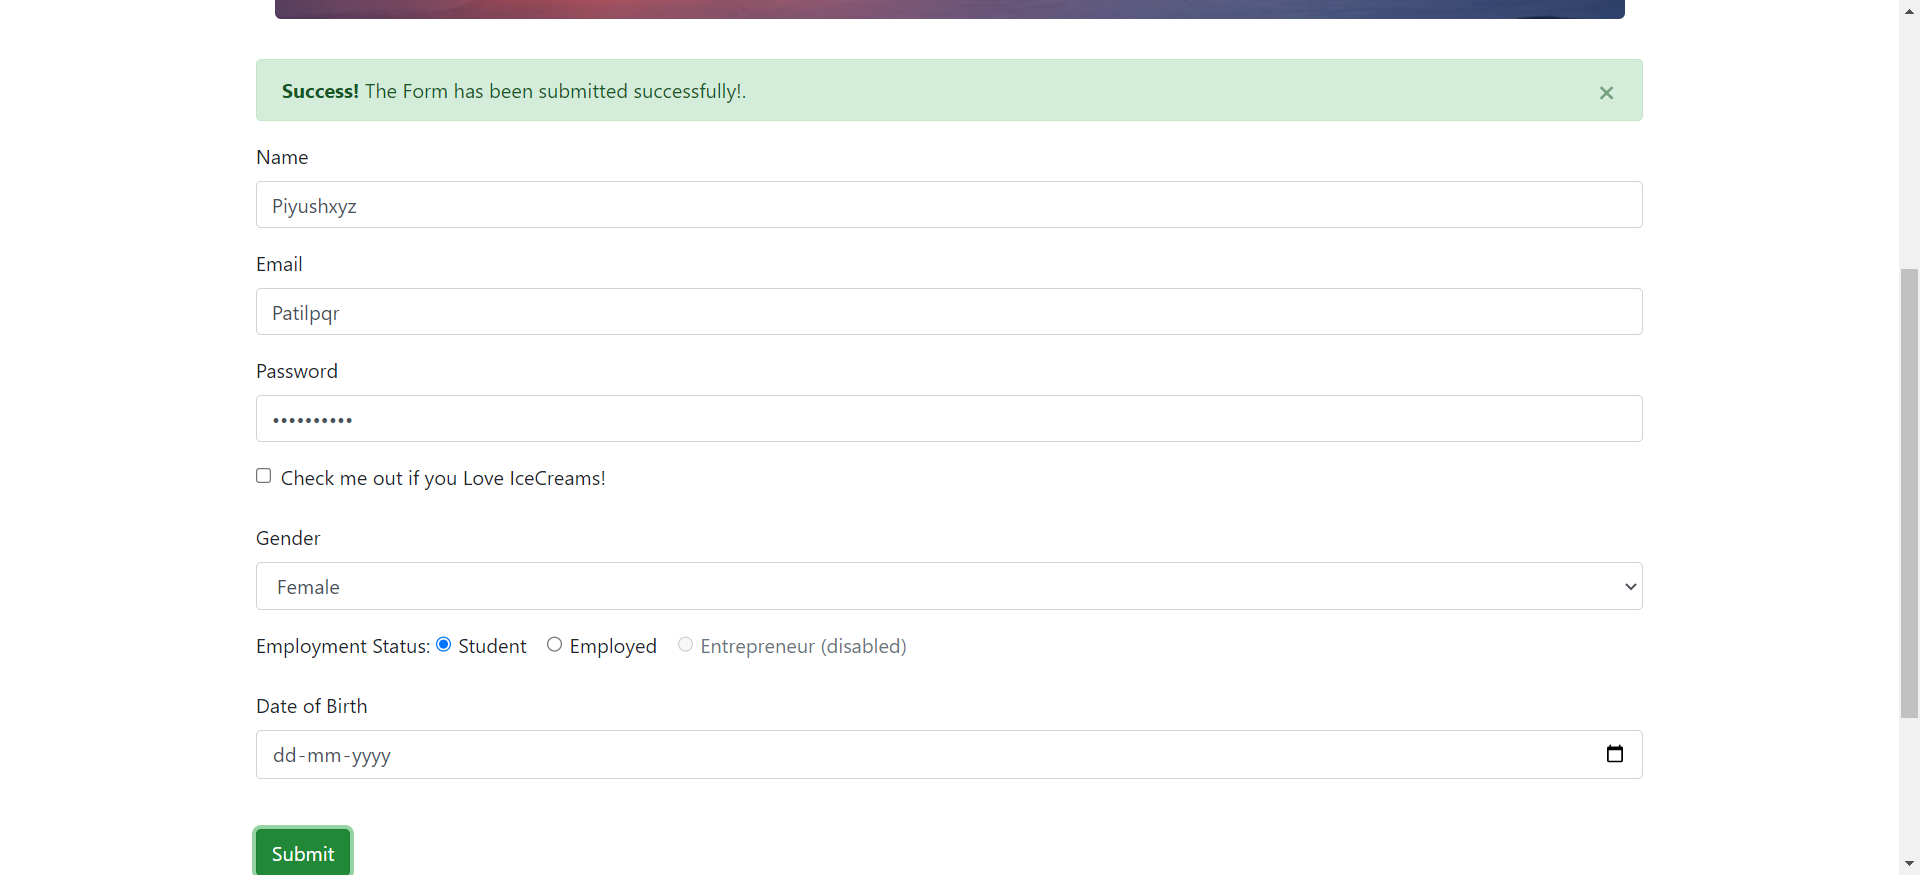 Success! The Form has been submitted successfully!. ×
Name
Piyushxyz
Email
Patilpqr
Password
••••••••••
Check me out if you Love IceCreams!
Gender
Female
Employment Status: Student Employed Entrepreneur (disabled)
Date of Birth
dd-mm-yyyy
Submit